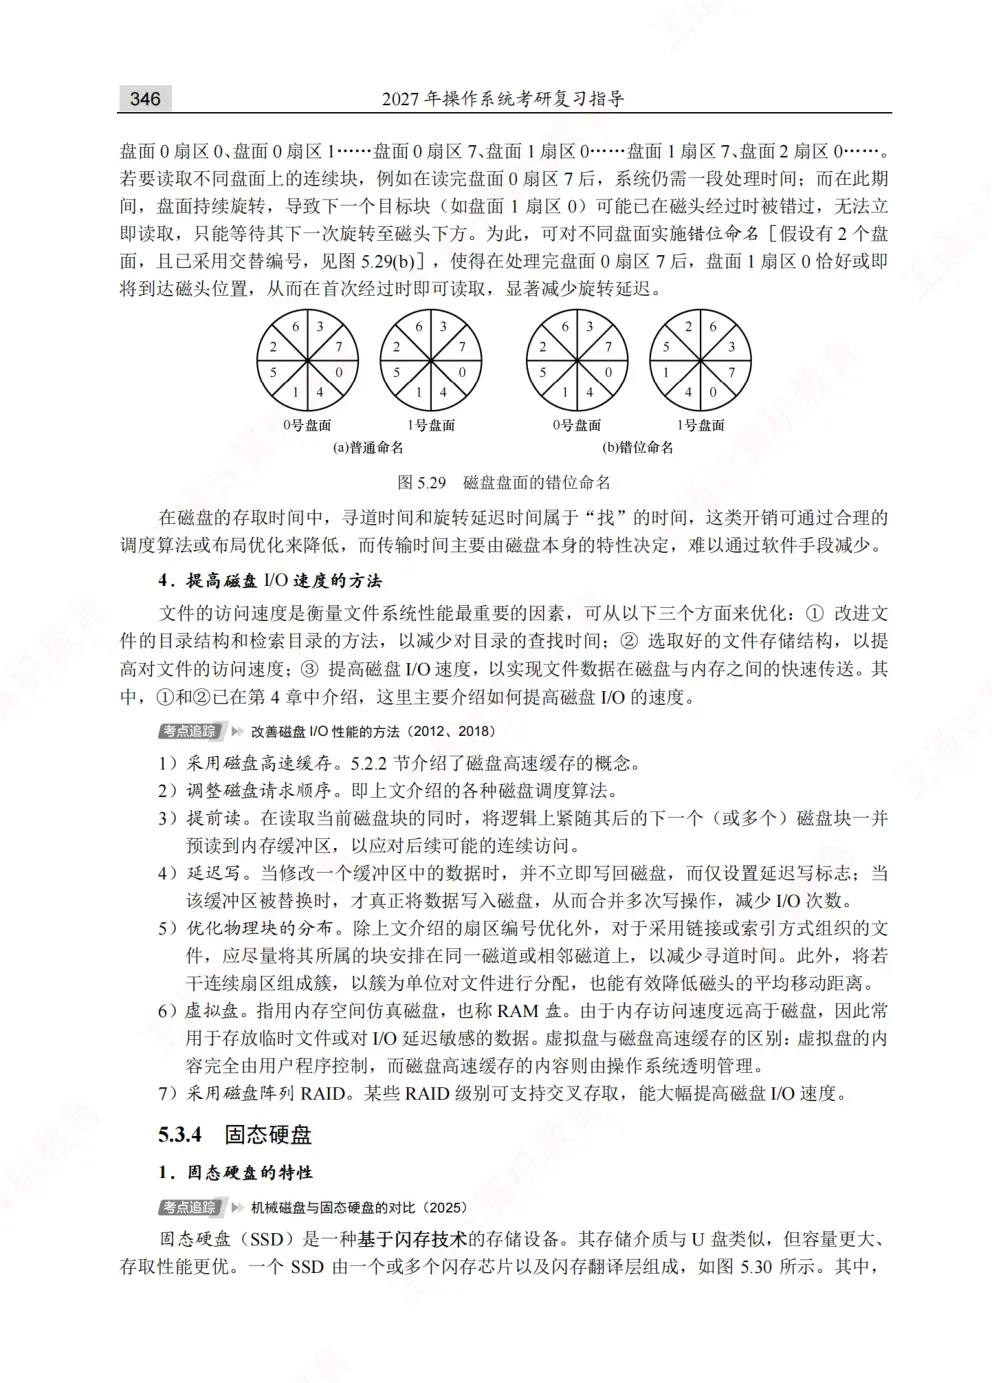 346
2027 年操作系统考研复习指导
盘面 0 扇区 0、盘面 0 扇区 1……盘面 0 扇区 7、盘面 1 扇区 0……盘面 1 扇区 7、盘面 2 扇区 0……。
若要读取不同盘面上的连续块，例如在读完盘面 0 扇区 7 后，系统仍需一段处理时间；而在此期
间，盘面持续旋转，导致下一个目标块（如盘面 1 扇区 0）可能已在磁头经过时被错过，无法立
即读取，只能等待其下一次旋转至磁头下方。为此，可对不同盘面实施错位命名［假设有 2 个盘
面，且已采用交替编号，见图 5.29(b)］，使得在处理完盘面 0 扇区 7 后，盘面 1 扇区 0 恰好或即
将到达磁头位置，从而在首次经过时即可读取，显著减少旋转延迟。
6 3 6 3 6 3 2 6
2 7 2 7 2 7 5 3
5 0 5 0 5 0 1 7
1 4 1 4 1 4 4 0
0号盘面 1号盘面 0号盘面 1号盘面
(a)普通命名 (b)错位命名
图 5.29 磁盘盘面的错位命名
在磁盘的存取时间中，寻道时间和旋转延迟时间属于“找”的时间，这类开销可通过合理的
调度算法或布局优化来降低，而传输时间主要由磁盘本身的特性决定，难以通过软件手段减少。
4．提高磁盘 I/O 速度的方法
文件的访问速度是衡量文件系统性能最重要的因素，可从以下三个方面来优化：① 改进文
件的目录结构和检索目录的方法，以减少对目录的查找时间；② 选取好的文件存储结构，以提
高对文件的访问速度；③ 提高磁盘 I/O 速度，以实现文件数据在磁盘与内存之间的快速传送。其
中，①和②已在第 4 章中介绍，这里主要介绍如何提高磁盘 I/O 的速度。
考点追踪 改善磁盘 I/O 性能的方法（2012、2018）
1）采用磁盘高速缓存。5.2.2 节介绍了磁盘高速缓存的概念。
2）调整磁盘请求顺序。即上文介绍的各种磁盘调度算法。
3）提前读。在读取当前磁盘块的同时，将逻辑上紧随其后的下一个（或多个）磁盘块一并
预读到内存缓冲区，以应对后续可能的连续访问。
4）延迟写。当修改一个缓冲区中的数据时，并不立即写回磁盘，而仅设置延迟写标志；当
该缓冲区被替换时，才真正将数据写入磁盘，从而合并多次写操作，减少 I/O 次数。
5）优化物理块的分布。除上文介绍的扇区编号优化外，对于采用链接或索引方式组织的文
件，应尽量将其所属的块安排在同一磁道或相邻磁道上，以减少寻道时间。此外，将若
干连续扇区组成簇，以簇为单位对文件进行分配，也能有效降低磁头的平均移动距离。
6）虚拟盘。指用内存空间仿真磁盘，也称 RAM 盘。由于内存访问速度远高于磁盘，因此常
用于存放临时文件或对 I/O 延迟敏感的数据。虚拟盘与磁盘高速缓存的区别：虚拟盘的内
容完全由用户程序控制，而磁盘高速缓存的内容则由操作系统透明管理。
7）采用磁盘阵列 RAID。某些 RAID 级别可支持交叉存取，能大幅提高磁盘 I/O 速度。
5.3.4 固态硬盘
1．固态硬盘的特性
考点追踪 机械磁盘与固态硬盘的对比（2025）
固态硬盘（SSD）是一种基于闪存技术的存储设备。其存储介质与 U 盘类似，但容量更大、
存取性能更优。一个 SSD 由一个或多个闪存芯片以及闪存翻译层组成，如图 5.30 所示。其中，